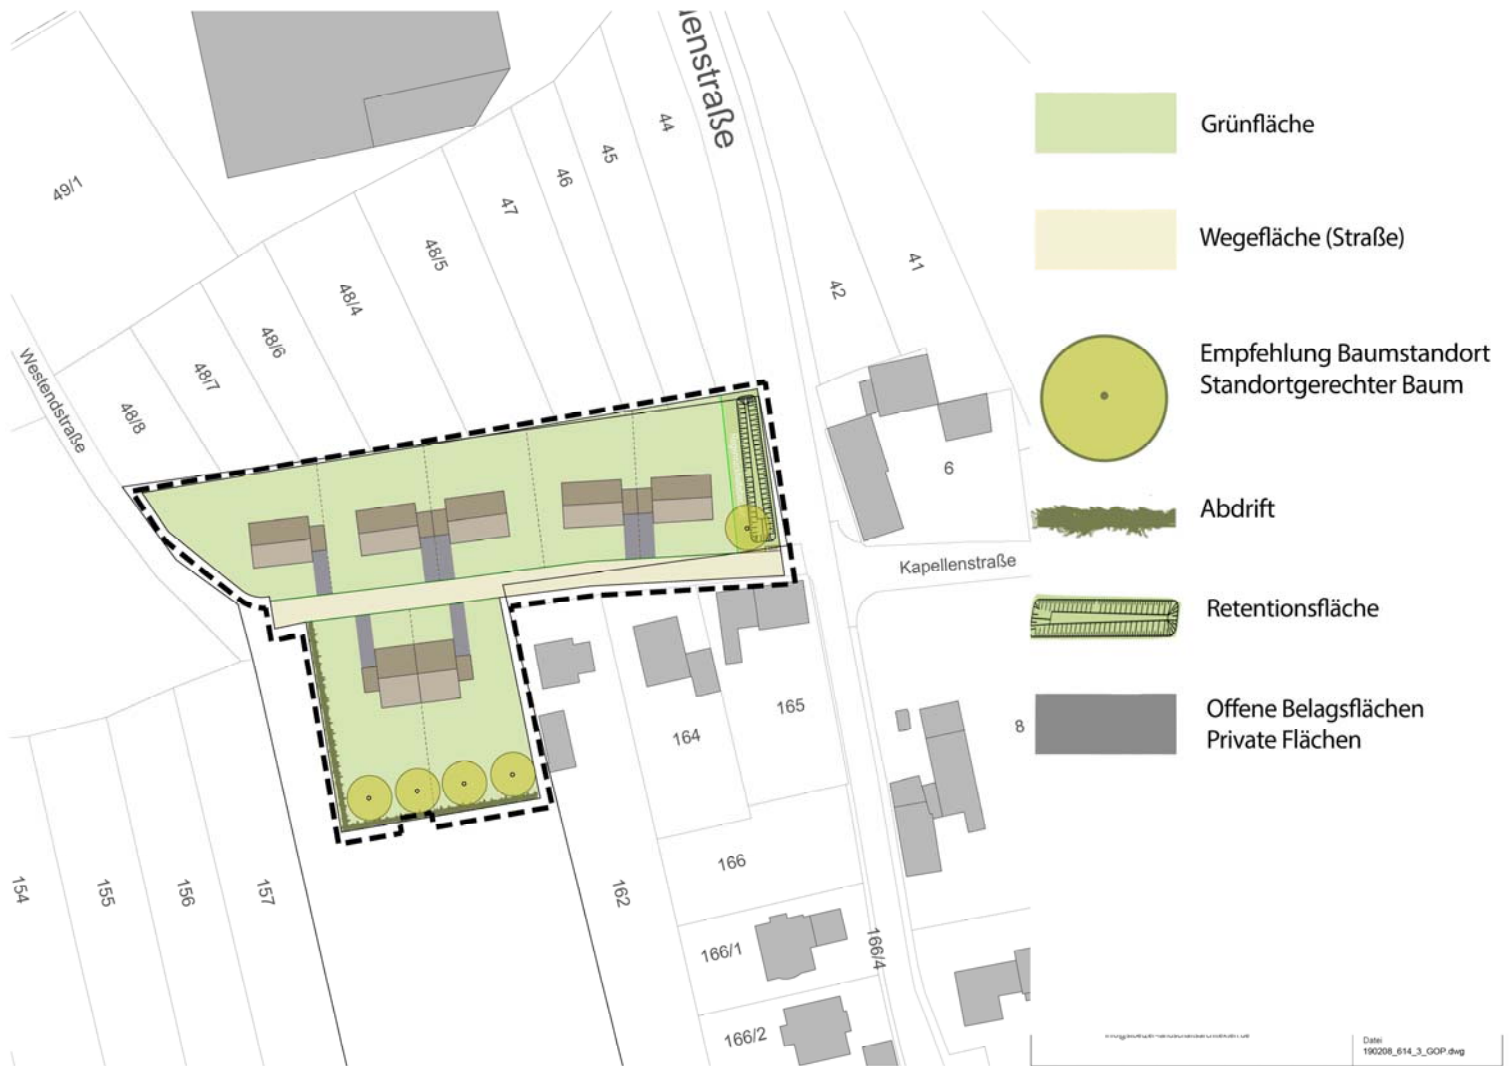 denstraße
44
45
46
47
48/5
48/4
48/6
48/7
48/8
49/1
Westendstraße
41
42
6
Kapellenstraße
8
164
165
166
166/1
166/2
166/4
162
157
156
155
154
Grünfläche
Wegefläche (Straße)
Empfehlung Baumstandort
Standortgerechter Baum
Abdrift
Retentionsfläche
Offene Belagsflächen
Private Flächen
Datei
190208_614_3_GOP.dwg